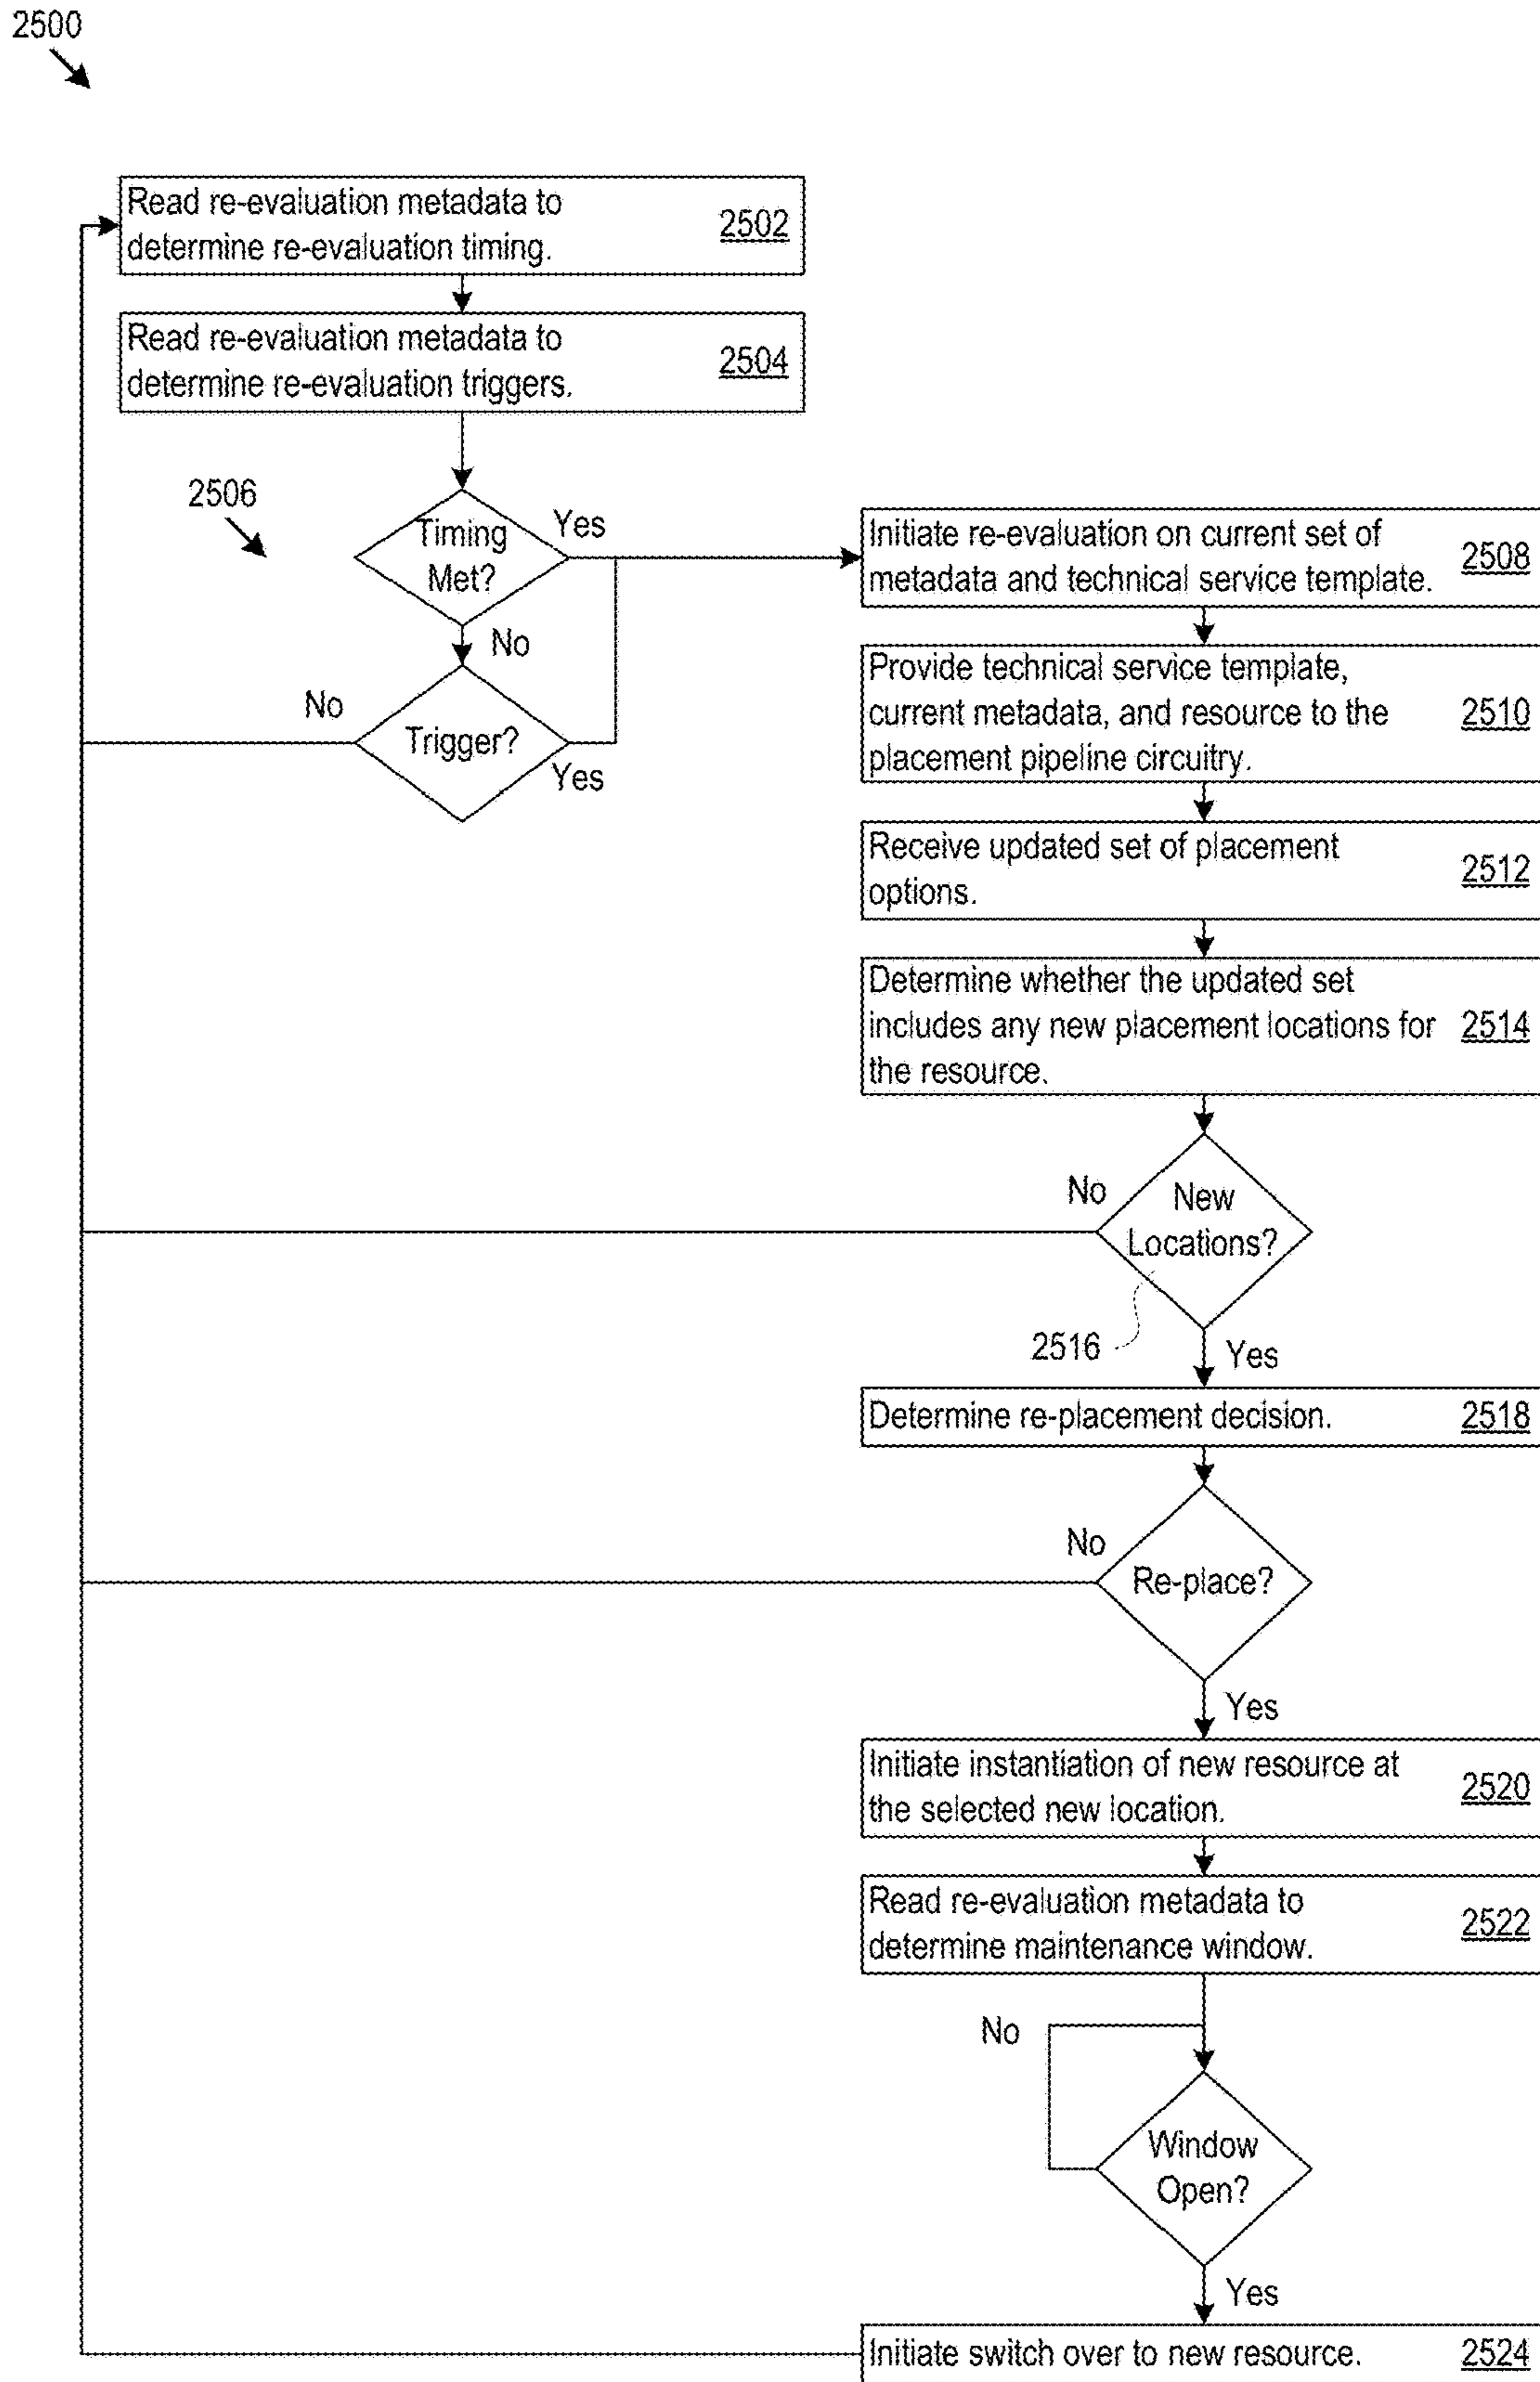 2500
Read re-evaluation metadata to
determine re-evaluation timing.
2502
Read re-evaluation metadata to
determine re-evaluation triggers.
2504
2506
Timing
Met?
Yes
No
Trigger?
No
Yes
Initiate re-evaluation on current set of
metadata and technical service template.
2508
Provide technical service template,
current metadata, and resource to the
placement pipeline circuitry.
2510
Receive updated set of placement
options.
2512
Determine whether the updated set
includes any new placement locations for
the resource.
2514
No
New
Locations?
2516
Yes
Determine re-placement decision.
2518
No
Re-place?
Yes
Initiate instantiation of new resource at
the selected new location.
2520
Read re-evaluation metadata to
determine maintenance window.
2522
No
Window
Open?
Yes
Initiate switch over to new resource.
2524